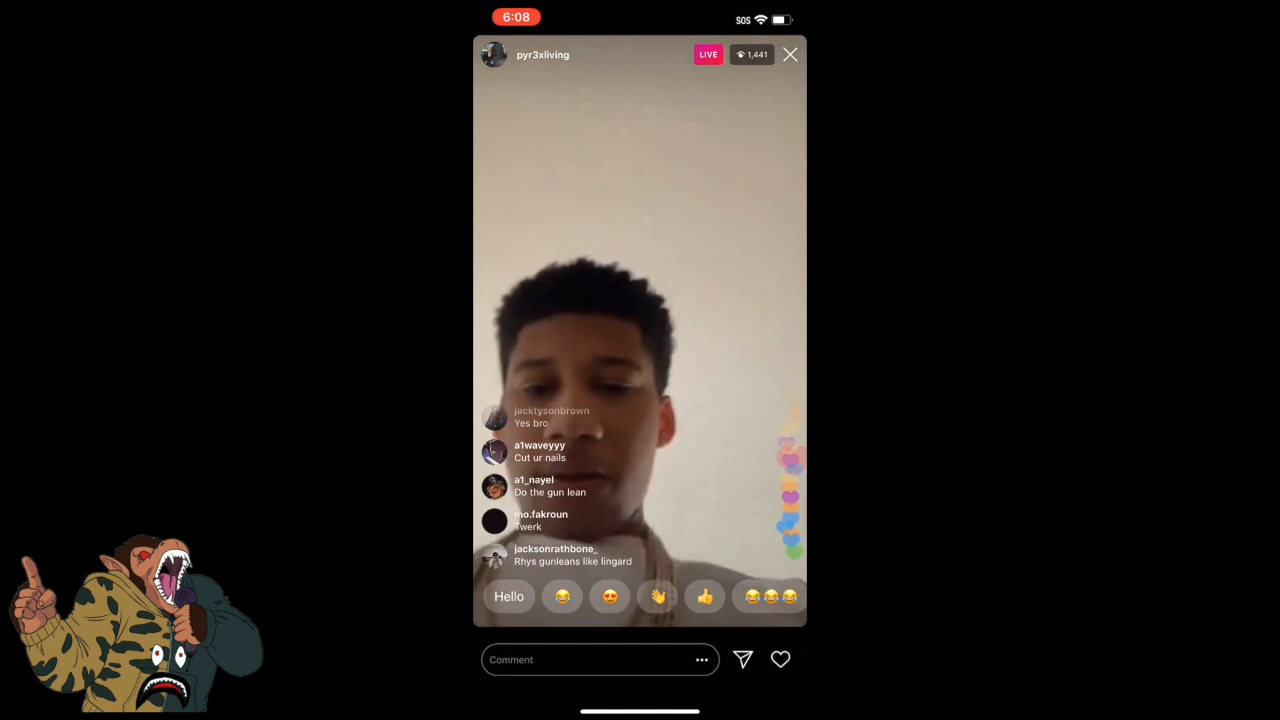 6:08
SOS
pyr3xliving
LIVE
1,441
jacktysonbrown
Yes bro
a1waveyyy
Cut ur nails
a1_nayel
Do the gun lean
mo.fakroun
Twerk
jacksonrathbone_
Rhys gunleans like lingard
Hello
Comment